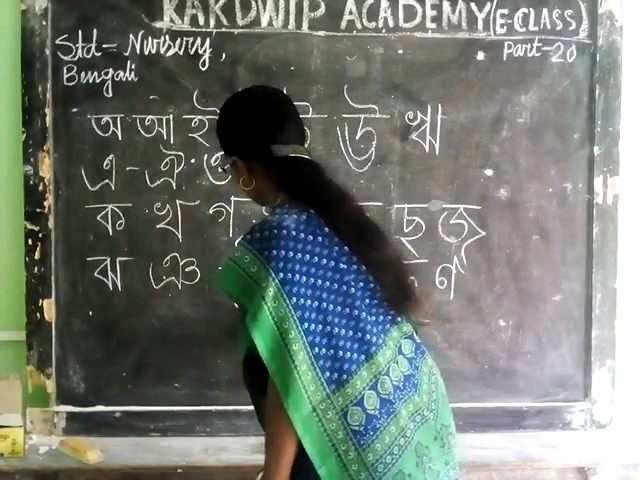 KAKDWIP ACADEMY (E-CLASS)
Std = Nursery, Part-20
Bengali
অ আ ই উ ঊ ঋ
এ - ঐ ও
ক খ গ ছ জ
ঝ ঞ ণ